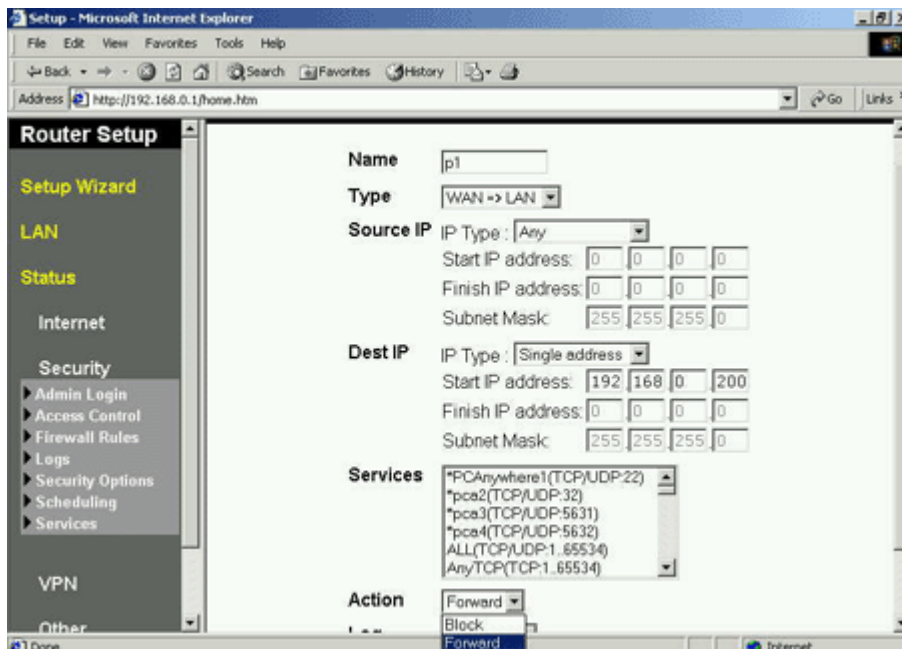 Setup - Microsoft Internet Explorer
File Edit View Favorites Tools Help
Back Search Favorites History
Address http://192.168.0.1/home.htm Go Links
Router Setup
Setup Wizard
LAN
Status
Internet
Security
Admin Login
Access Control
Firewall Rules
Logs
Security Options
Scheduling
Services
VPN
Other
Name p1
Type WAN => LAN
Source IP IP Type : Any
Start IP address: 0 .0 .0 .0
Finish IP address: 0 .0 .0 .0
Subnet Mask: 255 .255 .255 .0
Dest IP IP Type : Single address
Start IP address: 192 .168 .0 .200
Finish IP address: 0 .0 .0 .0
Subnet Mask: 255 .255 .255 .0
Services
*PCAnywhere1(TCP/UDP:22)
*pca2(TCP/UDP:32)
*pca3(TCP/UDP:5631)
*pca4(TCP/UDP:5632)
ALL(TCP/UDP:1..65534)
AnyTCP(TCP:1..65534)
Action Forward
Block
Forward
Done Internet